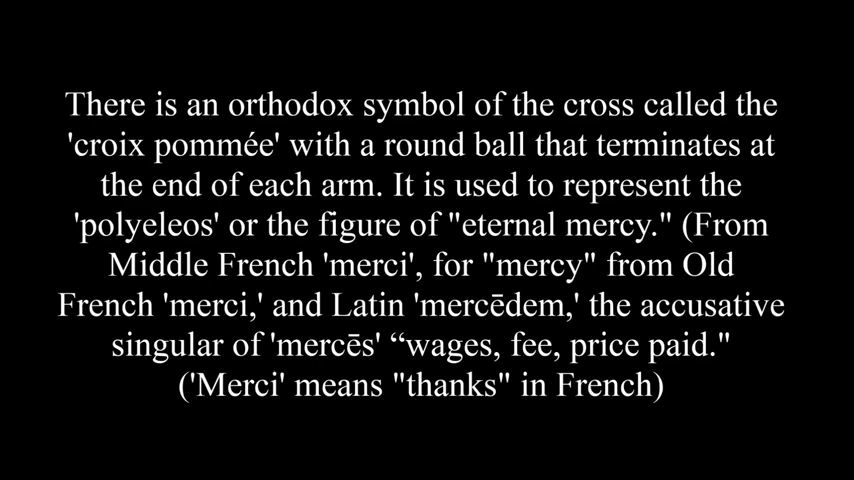 There is an orthodox symbol of the cross called the
'croix pommée' with a round ball that terminates at
the end of each arm. It is used to represent the
'polyeleos' or the figure of "eternal mercy." (From
Middle French 'merci', for "mercy" from Old
French 'merci,' and Latin 'mercēdem,' the accusative
singular of 'mercēs' “wages, fee, price paid."
('Merci' means "thanks" in French)